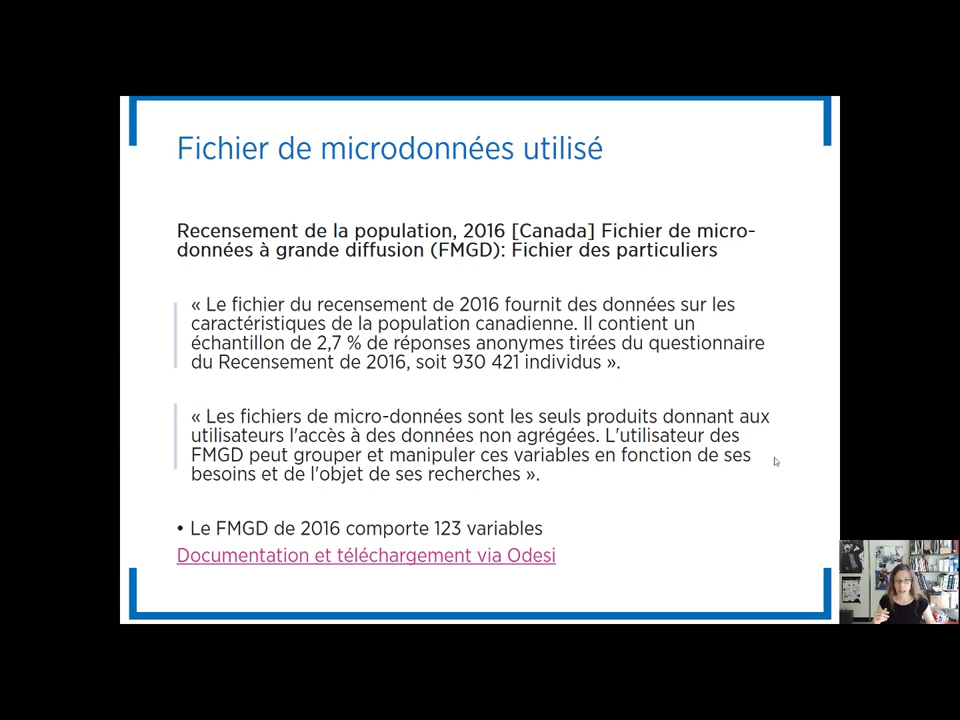 Fichier de microdonnées utilisé
Recensement de la population, 2016 [Canada] Fichier de micro-
données à grande diffusion (FMGD): Fichier des particuliers
« Le fichier du recensement de 2016 fournit des données sur les
caractéristiques de la population canadienne. Il contient un
échantillon de 2,7 % de réponses anonymes tirées du questionnaire
du Recensement de 2016, soit 930 421 individus ».
« Les fichiers de micro-données sont les seuls produits donnant aux
utilisateurs l'accès à des données non agrégées. L'utilisateur des
FMGD peut grouper et manipuler ces variables en fonction de ses
besoins et de l'objet de ses recherches ».
• Le FMGD de 2016 comporte 123 variables
Documentation et téléchargement via Odesi